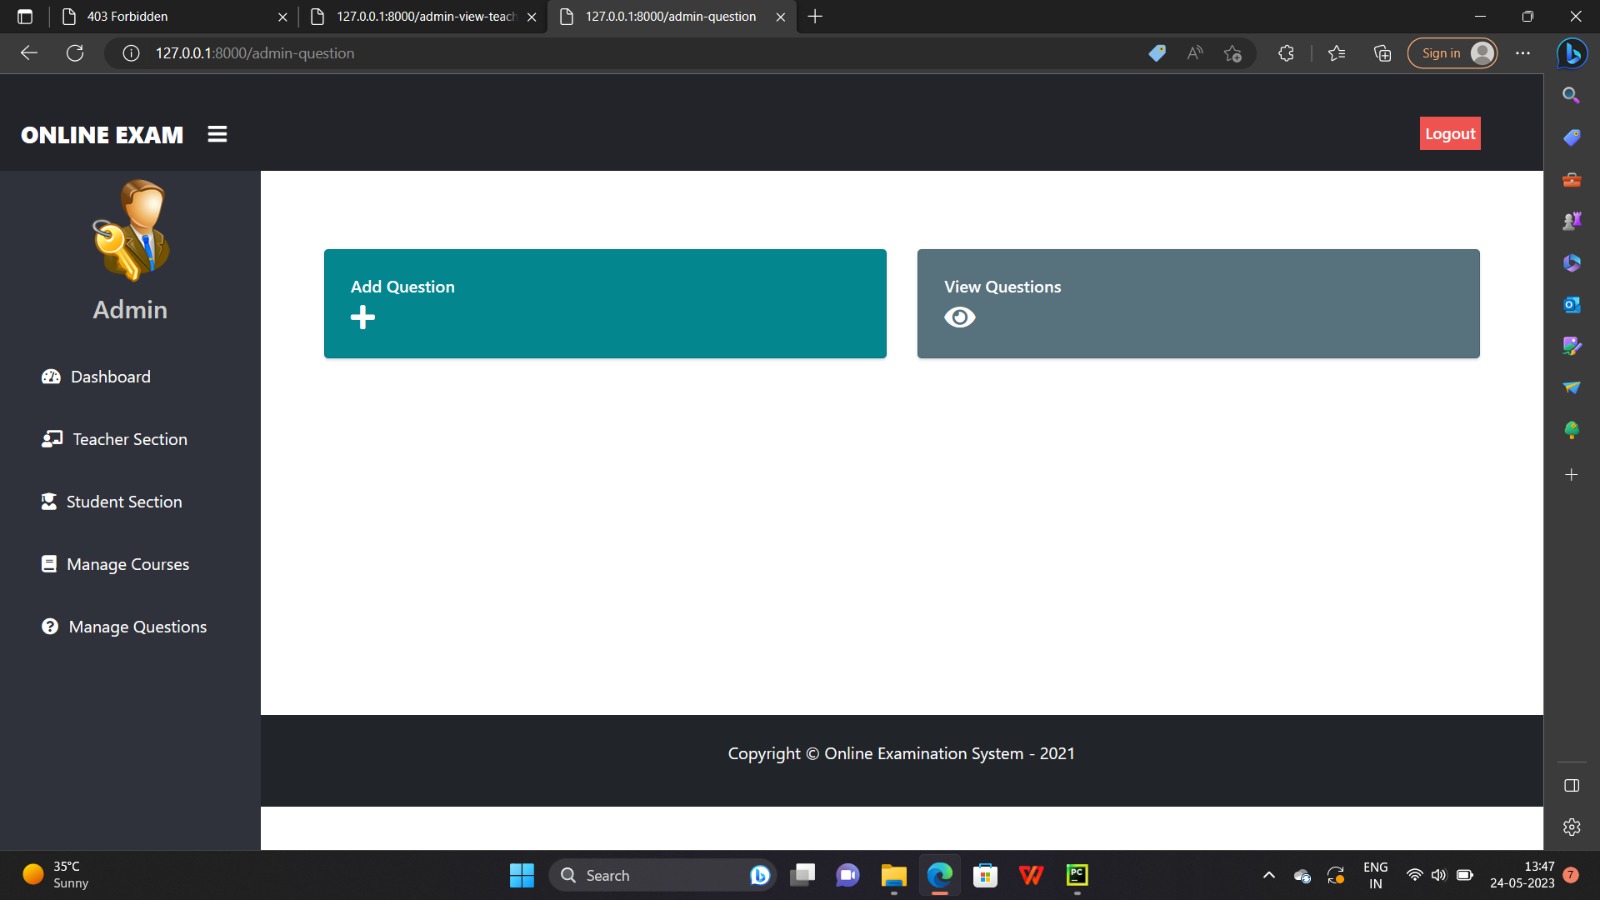 403 Forbidden
127.0.0.1:8000/admin-view-teach
127.0.0.1:8000/admin-question
127.0.0.1:8000/admin-question
Sign in
ONLINE EXAM
Logout
Admin
Dashboard
Teacher Section
Student Section
Manage Courses
Manage Questions
Add Question
View Questions
Copyright © Online Examination System - 2021
35°C
Sunny
Search
PC
ENG
IN
13:47
24-05-2023
7